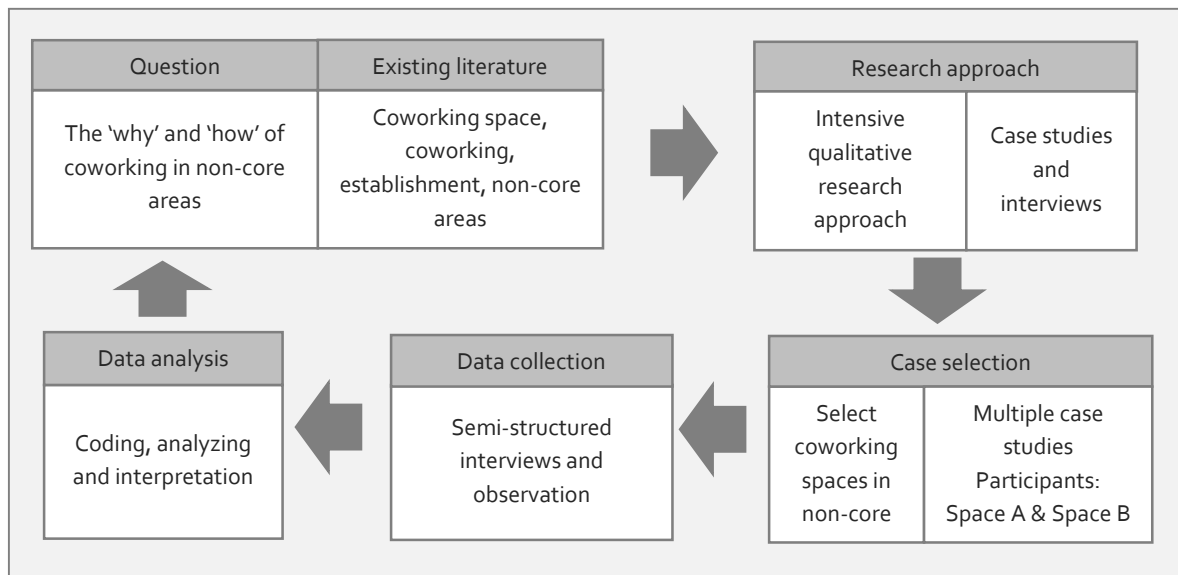 Question
Existing literature
The ‘why’ and ‘how’ of
coworking in non-core
areas
Coworking space,
coworking,
establishment, non-core
areas
Research approach
Intensive
qualitative
research
approach
Case studies
and
interviews
Case selection
Select
coworking
spaces in
non-core
Multiple case
studies
Participants:
Space A & Space B
Data collection
Semi-structured
interviews and
observation
Data analysis
Coding, analyzing
and interpretation